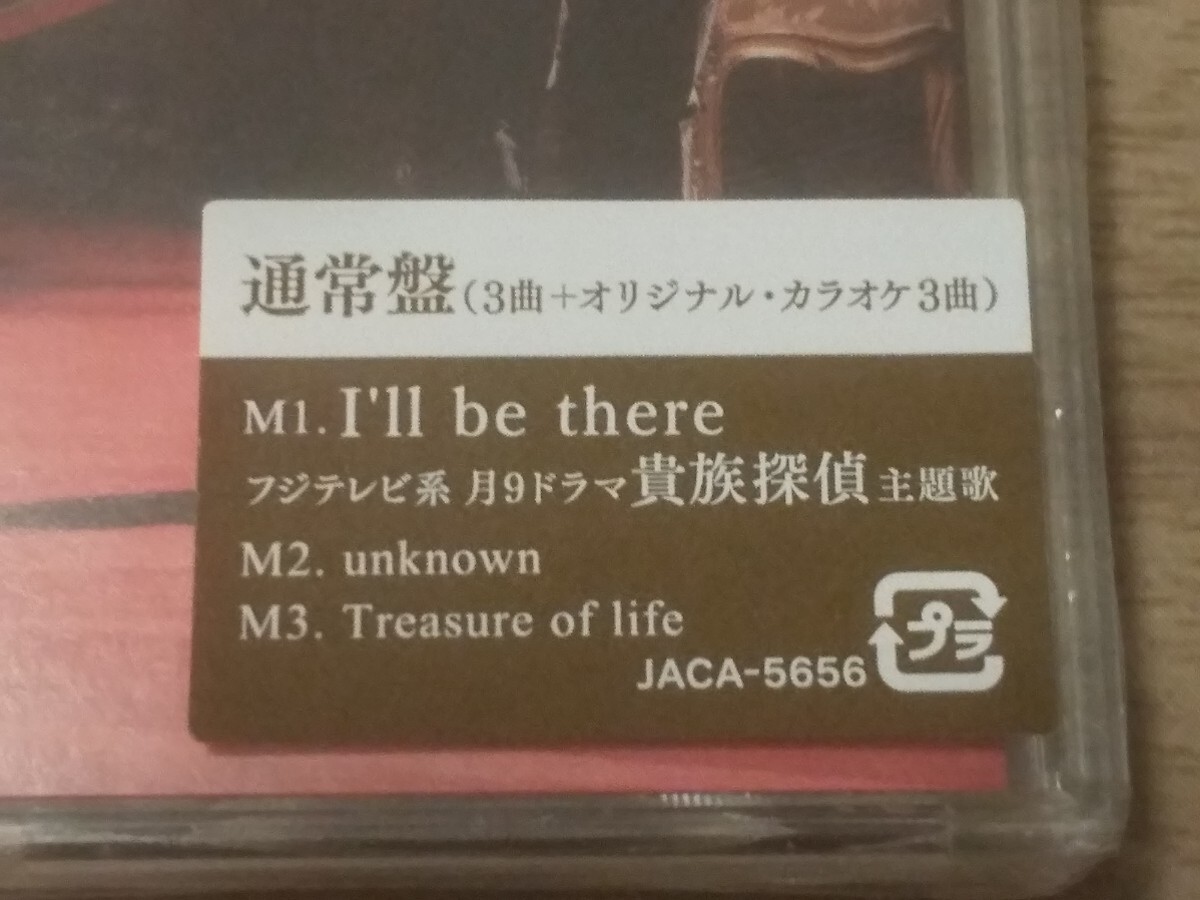 通常盤（3曲＋オリジナル・カラオケ3曲）
M1. I'll be there
フジテレビ系 月9ドラマ 貴族探偵 主題歌
M2. unknown
M3. Treasure of life
JACA-5656
プラ